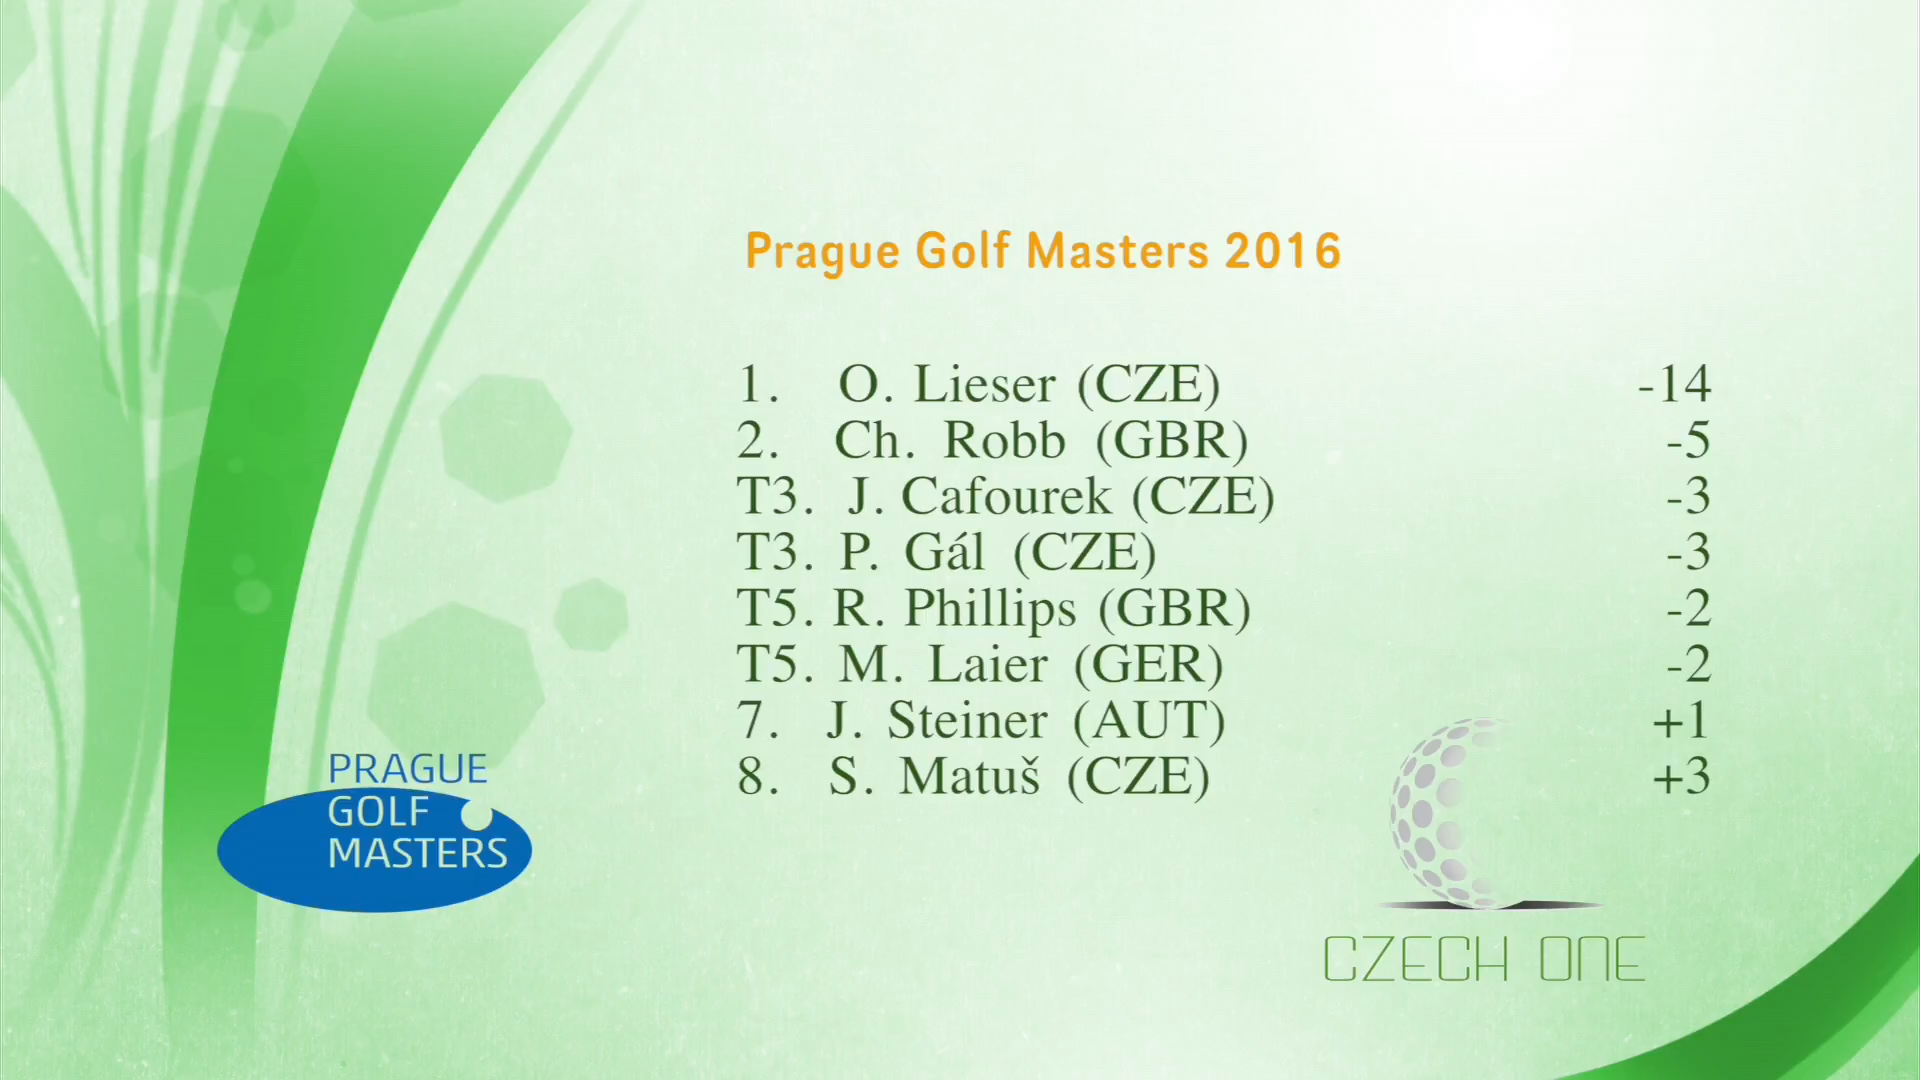 Prague Golf Masters 2016
1. O. Lieser (CZE) -14
2. Ch. Robb (GBR) -5
T3. J. Cafourek (CZE) -3
T3. P. Gál (CZE) -3
T5. R. Phillips (GBR) -2
T5. M. Laier (GER) -2
7. J. Steiner (AUT) +1
8. S. Matuš (CZE) +3
PRAGUE
GOLF
MASTERS
CZECH ONE